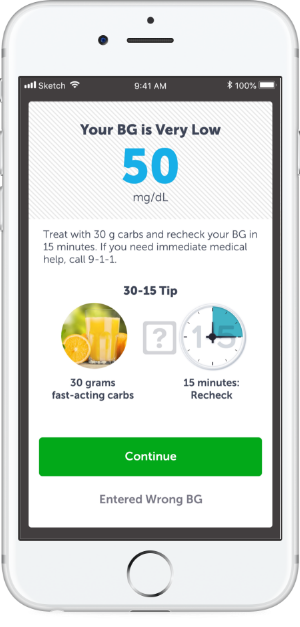 Sketch 9:41 AM 100%
Your BG is Very Low
50
mg/dL
Treat with 30 g carbs and recheck your BG in
15 minutes. If you need immediate medical
help, call 9-1-1.
30-15 Tip
? 15
30 grams 15 minutes:
fast-acting carbs Recheck
Continue
Entered Wrong BG